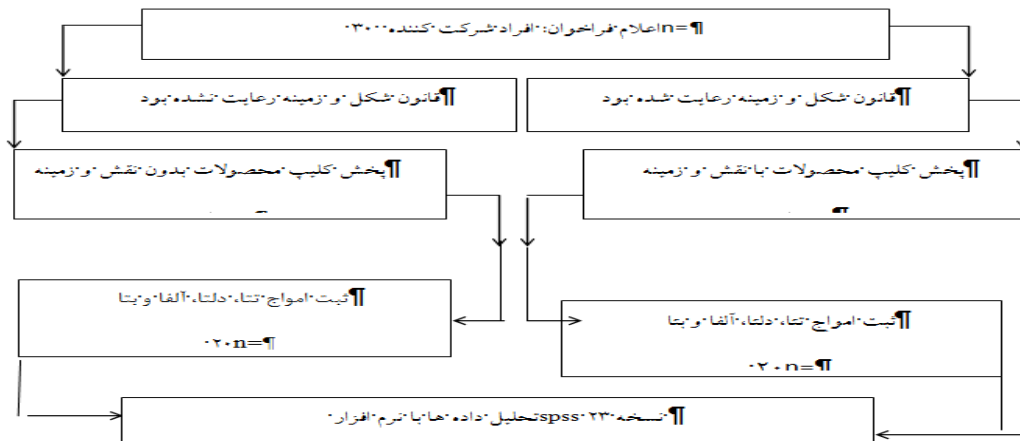 اعلام فراخوان: افراد شرکت کننده ۳۰۰ n=¶
¶قانون شکل و زمینه رعایت شده بود
¶قانون شکل و زمینه رعایت نشده بود
¶پخش کلیپ محصولات با نقش و زمینه
¶
¶پخش کلیپ محصولات بدون نقش و زمینه
¶
¶ثبت امواج تتا، دلتا، آلفا و بتا
۲۰ n=¶
¶ثبت امواج تتا، دلتا، آلفا و بتا
۲۰ n=¶
¶ نسخه ۲۳ spss تحلیل داده ها با نرم افزار